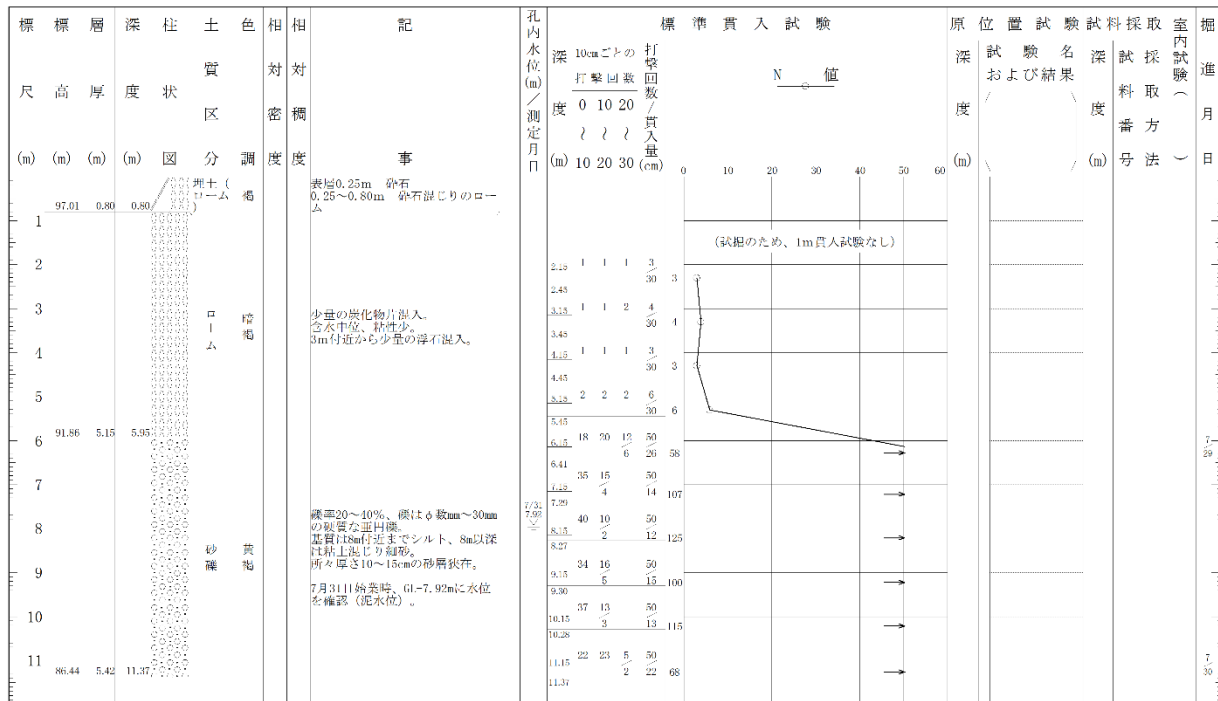 標尺(m)
標高(m)
層厚(m)
深度(m)
柱状図
土質区分
色調
相対密度
相対稠度
記事
孔内水位(m)／測定月日
標準貫入試験
深度(m)
10cmごとの打撃回数
0 10 20
〜 〜 〜
10 20 30
打撃回数／貫入量(cm)
N 値
0 10 20 30 40 50 60
原位置試験
深度(m)
試験名および結果
試料採取
深度(m)
試料番号
採取方法
室内試験( )
掘進月日
埋土(ローム)
褐
表層0.25m 砕石
0.25〜0.80m 砕石混じりのローム
97.01 0.80 0.80
1
(試掘のため、1m貫入試験なし)
2
2.15 1 1 1 3/30 3
2.45
3
3.15 1 1 2 4/30 4
3.45
ローム
暗褐
少量の炭化物片混入。
含水中位、粘性少。
3m付近から少量の浮石混入。
4
4.15 1 1 1 3/30 3
4.45
5
5.15 2 2 2 6/30 6
5.45
91.86 5.15 5.95
6
6.15 18 20 12/6 50/26 58
6.41
7/29
7
7.15 35 15/4 50/14 107
7.29
7/31
7.92
8
8.15 40 10/2 50/12 125
8.27
砂礫
黄褐
礫率20〜40%、礫はφ数mm〜30mm
の硬質な亜円礫。
基質は8m付近までシルト、8m以深
は粘土混じり細砂。
所々厚さ10〜15cmの砂層狭在。
7月31日始業時、GL-7.92mに水位
を確認（泥水位）。
9
9.15 34 16/5 50/15 100
9.30
10
10.15 37 13/3 50/13 115
10.28
11
11.15 22 23 5/2 50/22 68
11.37
86.44 5.42 11.37
7/30